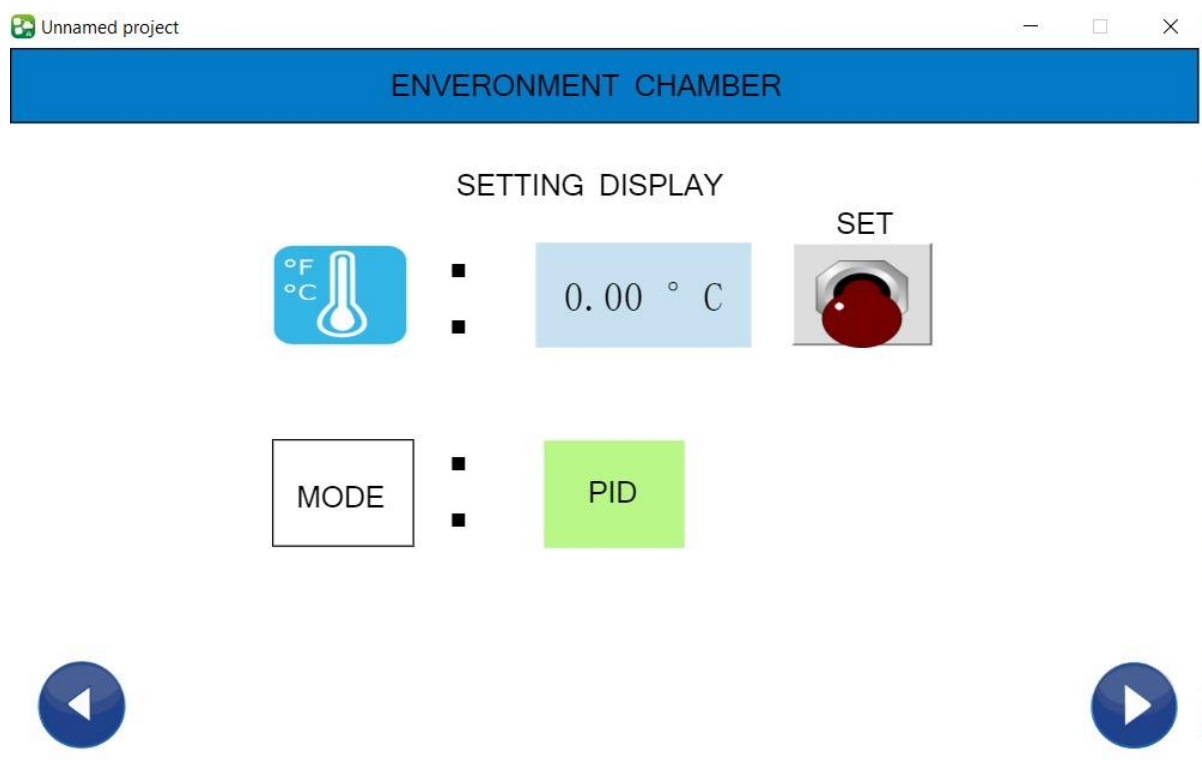 Unnamed project
ENVERONMENT CHAMBER
SETTING DISPLAY
SET
°F
°C
:
0.00 ° C
MODE
:
PID